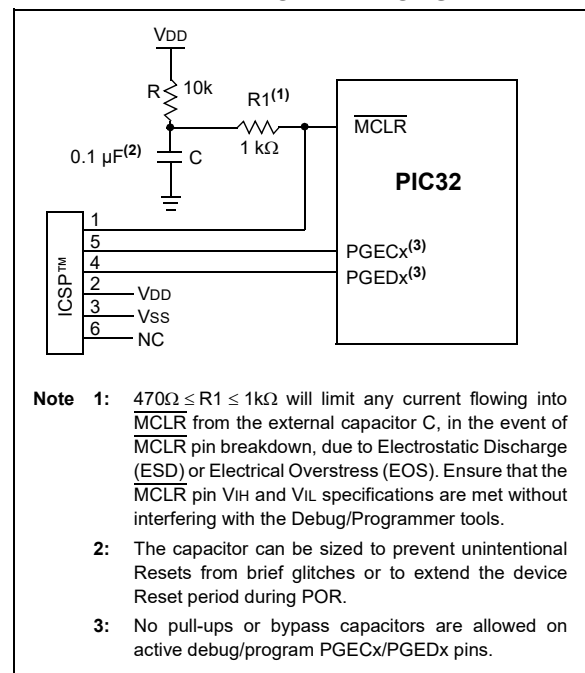 VDD
R 10k
R1(1)
1 kΩ
0.1 µF(2) C
MCLR
PIC32
ICSP™
1
5
4
2
3
6
VDD
VSS
NC
PGECx(3)
PGEDx(3)
Note 1: 470Ω ≤ R1 ≤ 1kΩ will limit any current flowing into
MCLR from the external capacitor C, in the event of
MCLR pin breakdown, due to Electrostatic Discharge
(ESD) or Electrical Overstress (EOS). Ensure that the
MCLR pin VIH and VIL specifications are met without
interfering with the Debug/Programmer tools.
2: The capacitor can be sized to prevent unintentional
Resets from brief glitches or to extend the device
Reset period during POR.
3: No pull-ups or bypass capacitors are allowed on
active debug/program PGECx/PGEDx pins.